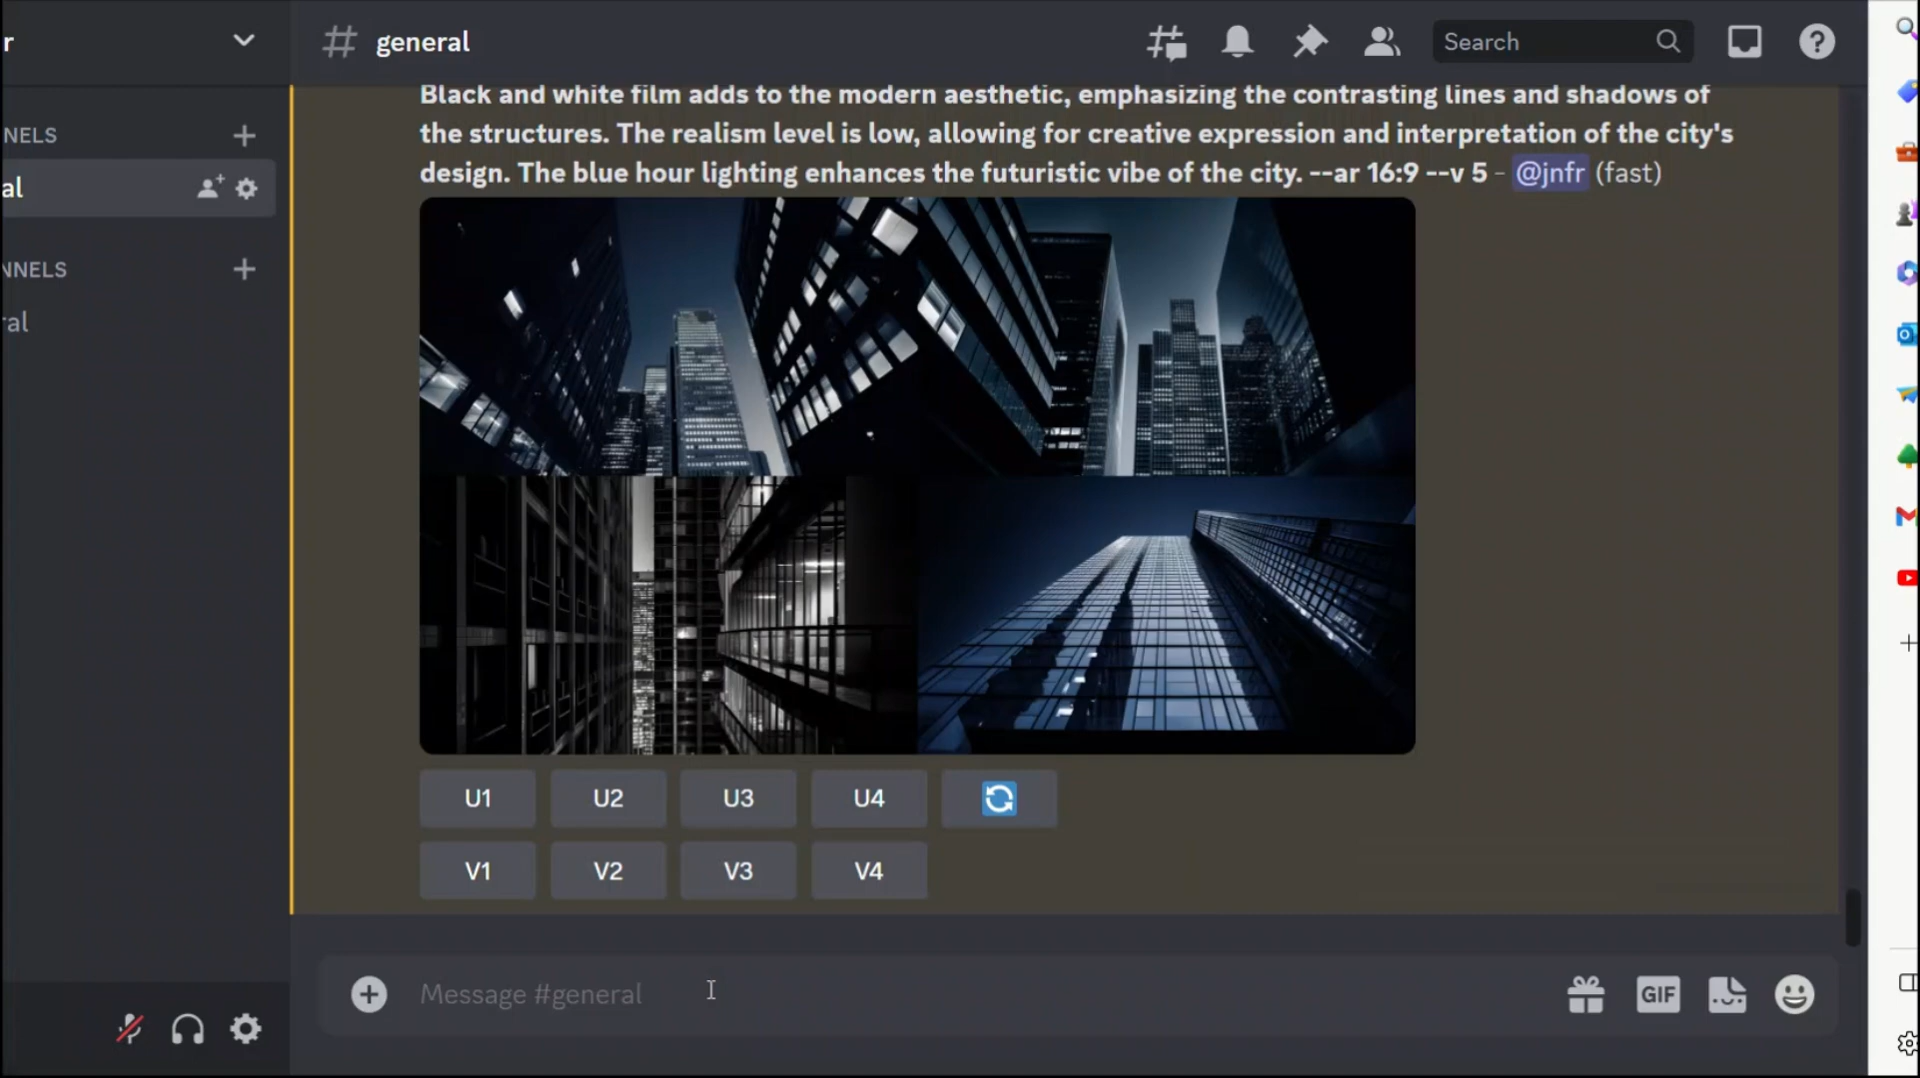 r
general
Search
Black and white film adds to the modern aesthetic, emphasizing the contrasting lines and shadows of
the structures. The realism level is low, allowing for creative expression and interpretation of the city's
design. The blue hour lighting enhances the futuristic vibe of the city. --ar 16:9 --v 5 - @jnfr (fast)
NELS
al
NNELS
ral
U1 U2 U3 U4
V1 V2 V3 V4
Message #general
GIF